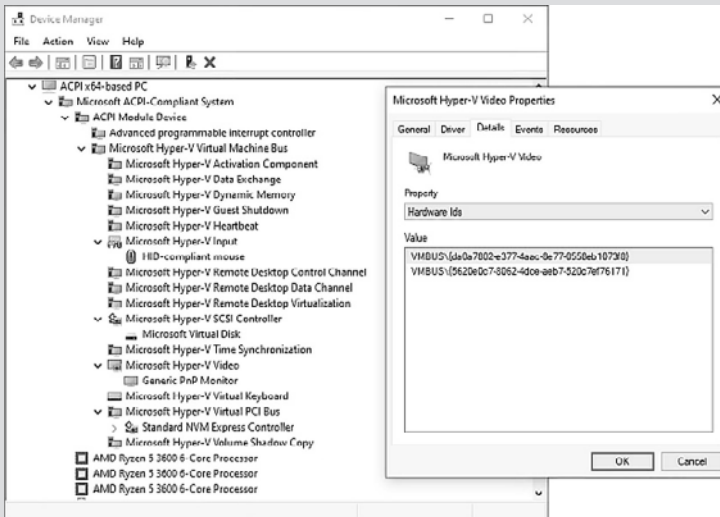 Device Manager
File Action View Help
ACPI x64-based PC
Microsoft ACPI-Compliant System
ACPI Module Device
Advanced programmable interrupt controller
Microsoft Hyper-V Virtual Machine Bus
Microsoft Hyper-V Activation Component
Microsoft Hyper-V Data Exchange
Microsoft Hyper-V Dynamic Memory
Microsoft Hyper-V Guest Shutdown
Microsoft Hyper-V Heartbeat
Microsoft Hyper-V Input
HID-compliant mouse
Microsoft Hyper-V Remote Desktop Control Channel
Microsoft Hyper-V Remote Desktop Data Channel
Microsoft Hyper-V Remote Desktop Virtualization
Microsoft Hyper-V SCSI Controller
Microsoft Virtual Disk
Microsoft Hyper-V Time Synchronization
Microsoft Hyper-V Video
Generic PnP Monitor
Microsoft Hyper-V Virtual Keyboard
Microsoft Hyper-V Virtual PCI Bus
Standard NVM Express Controller
Microsoft Hyper-V Volume Shadow Copy
AMD Ryzen 5 3600 6-Core Processor
AMD Ryzen 5 3600 6-Core Processor
AMD Ryzen 5 3600 6-Core Processor
Microsoft Hyper-V Video Properties
General Driver Details Events Resources
Microsoft Hyper-V Video
Property
Hardware Ids
Value
VMBUS\{da0a7802-e377-4aac-8e77-0558eb1073f8}
VMBUS\{5620e0c7-8062-4dce-aeb7-520c7ef76171}
OK Cancel